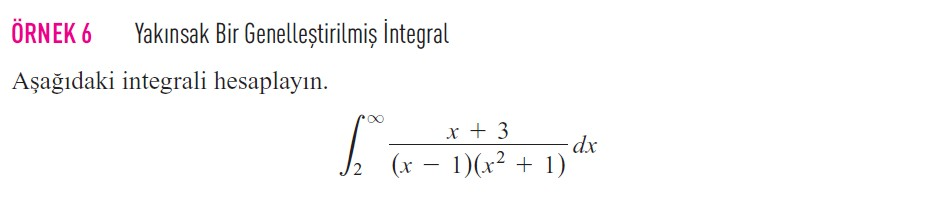 ÖRNEK 6 Yakınsak Bir Genelleştirilmiş İntegral
Aşağıdaki integrali hesaplayın.
∫₂^∞ (x + 3) / ((x − 1)(x² + 1)) dx